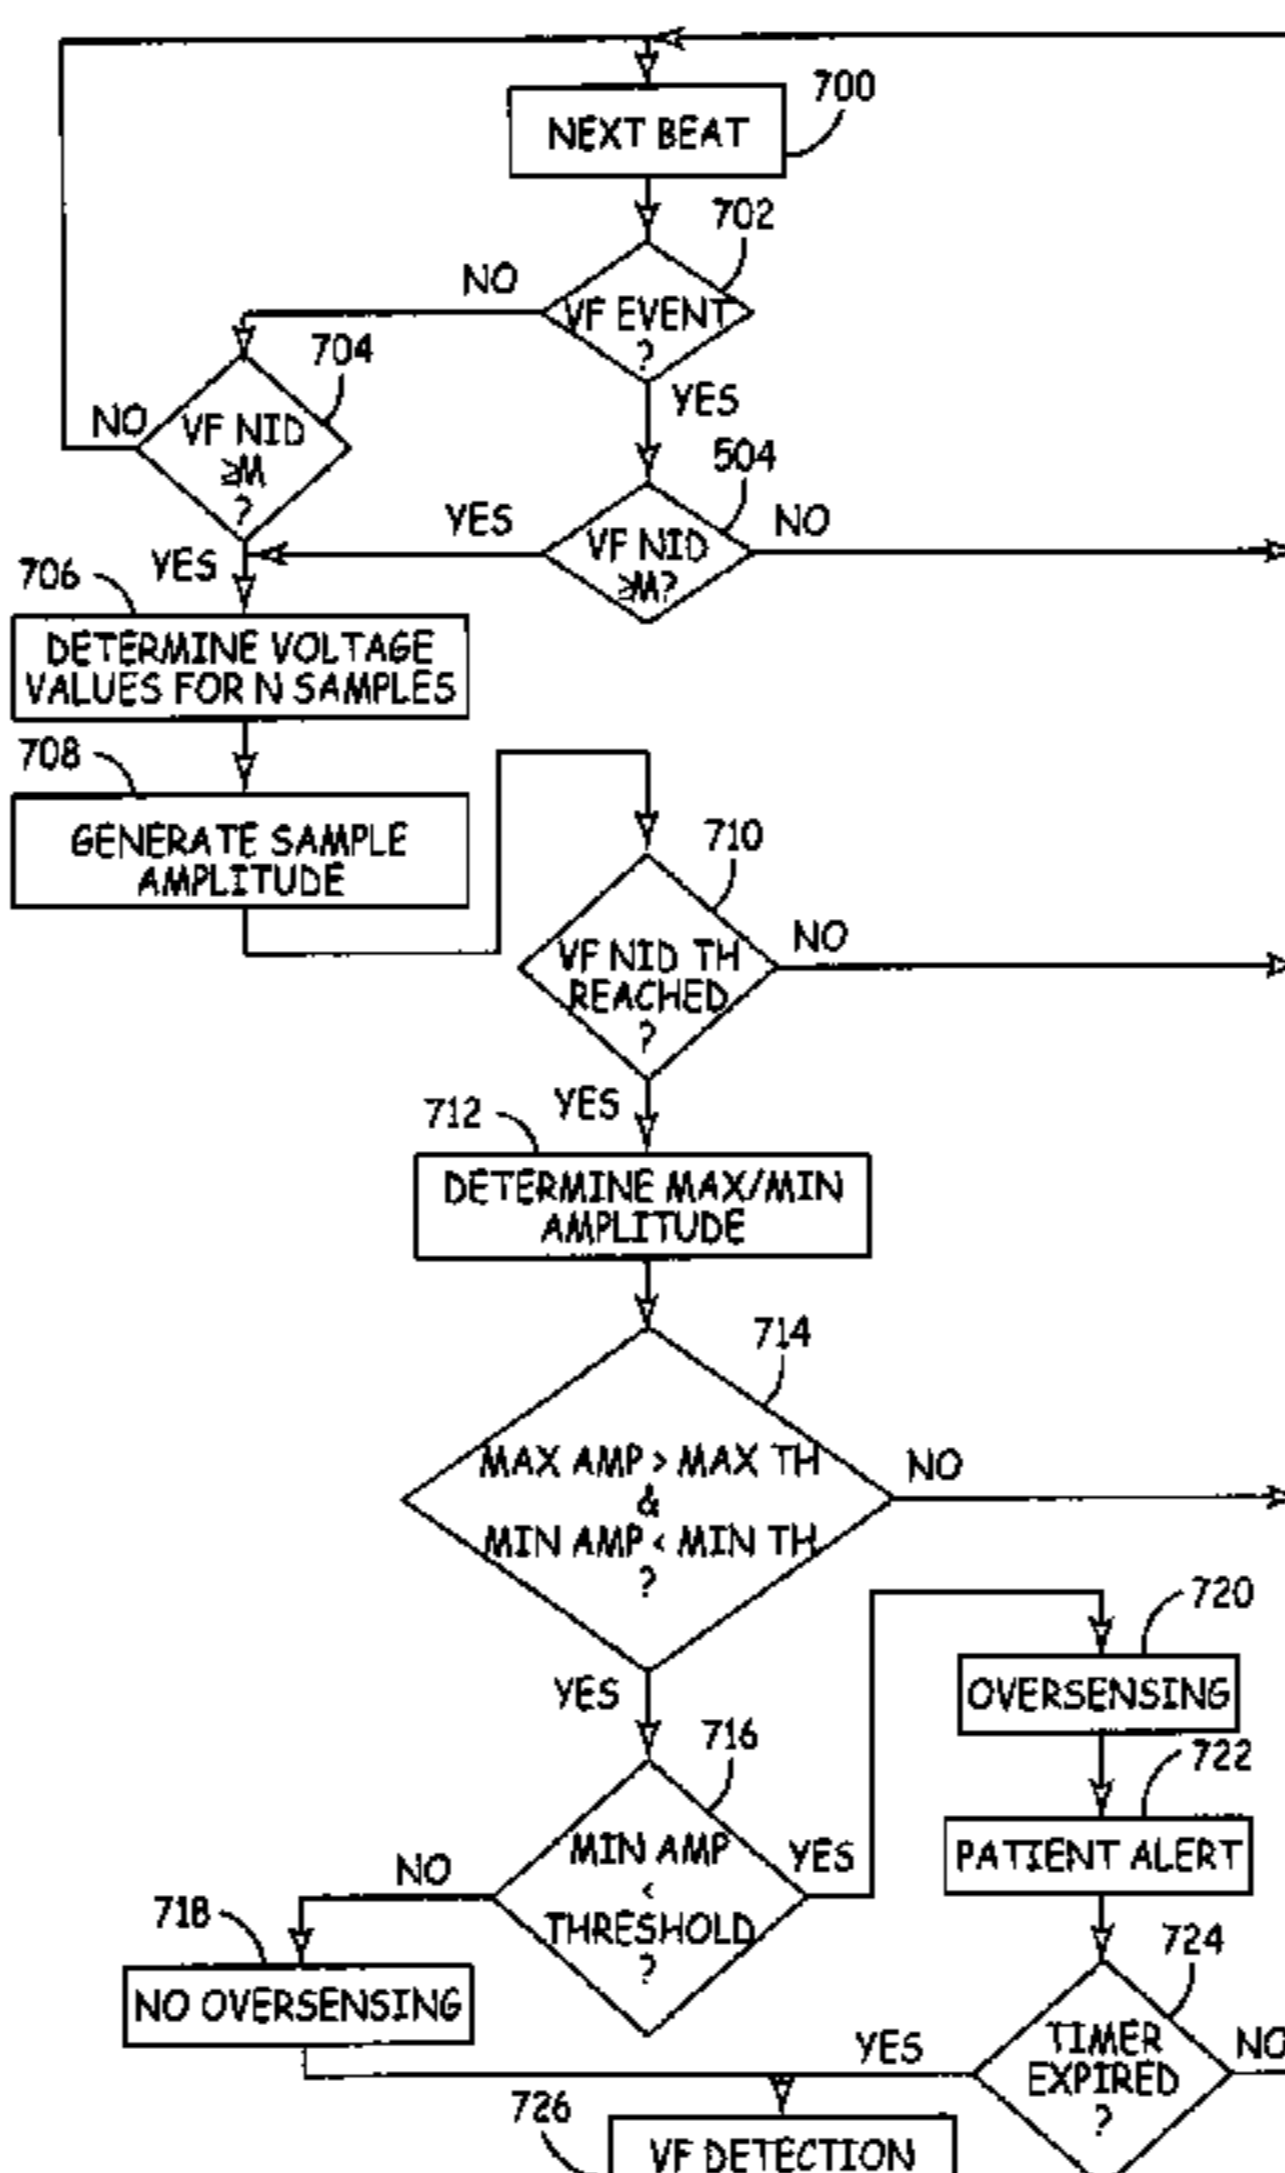 700
NEXT BEAT
702
NO
VF EVENT
?
704
YES
NO
VF NID
≥M
?
504
YES
NO
VF NID
≥M?
YES
706
DETERMINE VOLTAGE
VALUES FOR N SAMPLES
708
GENERATE SAMPLE
AMPLITUDE
710
NO
VF NID TH
REACHED
?
YES
712
DETERMINE MAX/MIN
AMPLITUDE
714
MAX AMP > MAX TH
&
MIN AMP < MIN TH
?
NO
YES
720
OVERSENSING
716
722
MIN AMP
<
THRESHOLD
?
YES
NO
PATIENT ALERT
718
NO OVERSENSING
724
TIMER
EXPIRED
?
YES
NO
726
VF DETECTION